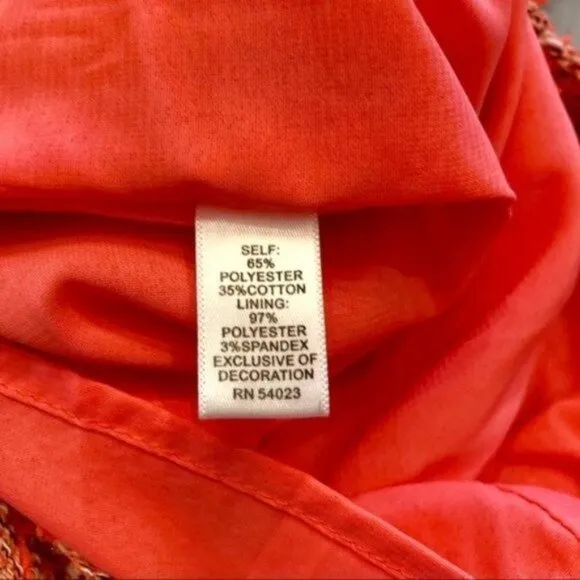 SELF:
65%
POLYESTER
35%COTTON
LINING:
97%
POLYESTER
3%SPANDEX
EXCLUSIVE OF
DECORATION
RN 54023